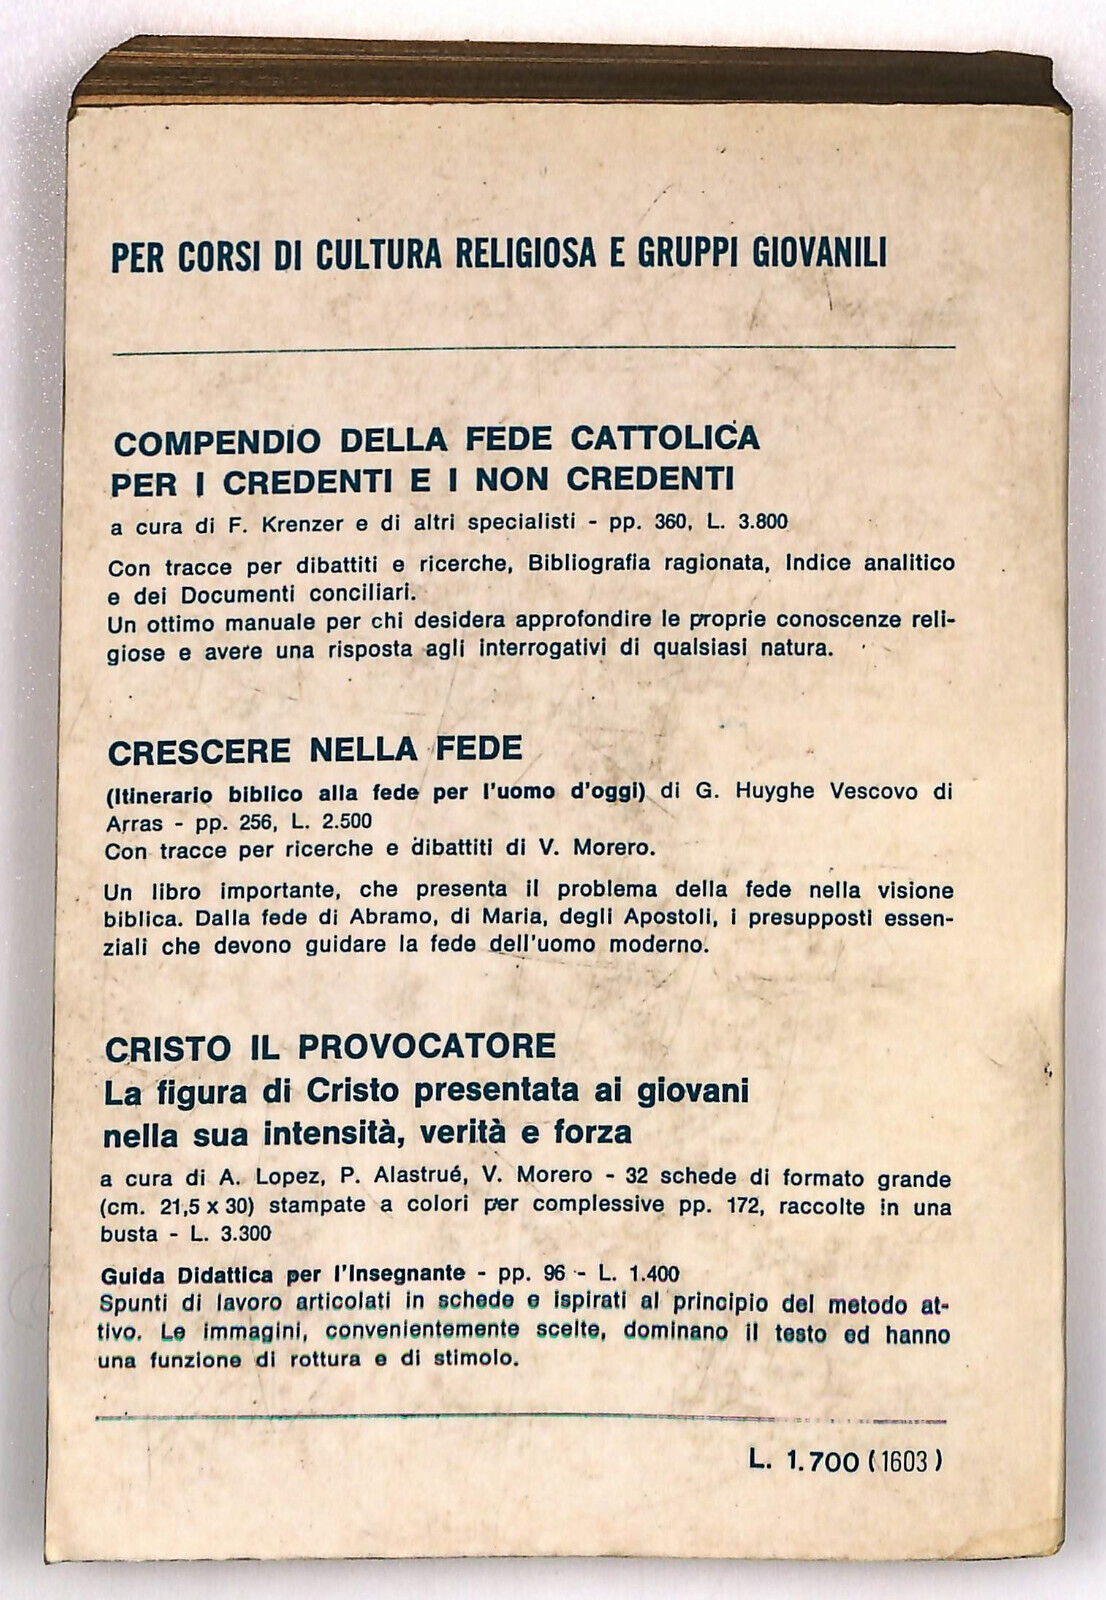 PER CORSI DI CULTURA RELIGIOSA E GRUPPI GIOVANILI
COMPENDIO DELLA FEDE CATTOLICA
PER I CREDENTI E I NON CREDENTI
a cura di F. Krenzer e di altri specialisti - pp. 360, L. 3.800
Con tracce per dibattiti e ricerche, Bibliografia ragionata, Indice analitico
e dei Documenti conciliari.
Un ottimo manuale per chi desidera approfondire le proprie conoscenze reli-
giose e avere una risposta agli interrogativi di qualsiasi natura.
CRESCERE NELLA FEDE
(Itinerario biblico alla fede per l'uomo d'oggi) di G. Huyghe Vescovo di
Arras - pp. 256, L. 2.500
Con tracce per ricerche e dibattiti di V. Morero.
Un libro importante, che presenta il problema della fede nella visione
biblica. Dalla fede di Abramo, di Maria, degli Apostoli, i presupposti essen-
ziali che devono guidare la fede dell'uomo moderno.
CRISTO IL PROVOCATORE
La figura di Cristo presentata ai giovani
nella sua intensità, verità e forza
a cura di A. Lopez, P. Alastrué, V. Morero - 32 schede di formato grande
(cm. 21,5 x 30) stampate a colori per complessive pp. 172, raccolte in una
busta - L. 3.300
Guida Didattica per l'Insegnante - pp. 96 - L. 1.400
Spunti di lavoro articolati in schede e ispirati al principio del metodo at-
tivo. Le immagini, convenientemente scelte, dominano il testo ed hanno
una funzione di rottura e di stimolo.
L. 1.700 (1603)